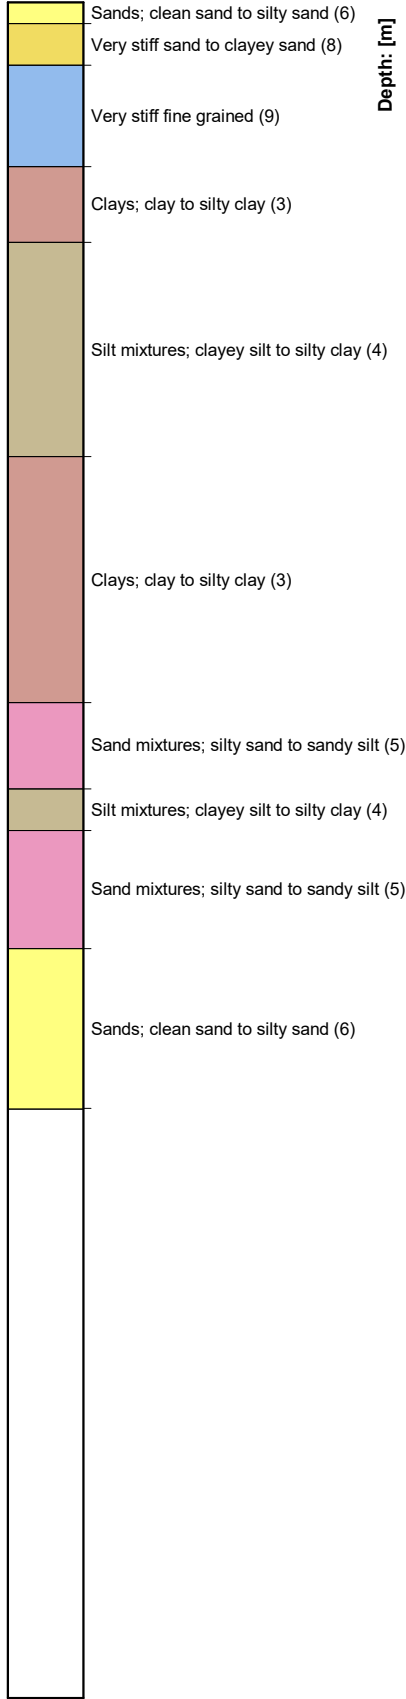 Sands; clean sand to silty sand (6)
Very stiff sand to clayey sand (8)
Depth: [m]
Very stiff fine grained (9)
Clays; clay to silty clay (3)
Silt mixtures; clayey silt to silty clay (4)
Clays; clay to silty clay (3)
Sand mixtures; silty sand to sandy silt (5)
Silt mixtures; clayey silt to silty clay (4)
Sand mixtures; silty sand to sandy silt (5)
Sands; clean sand to silty sand (6)